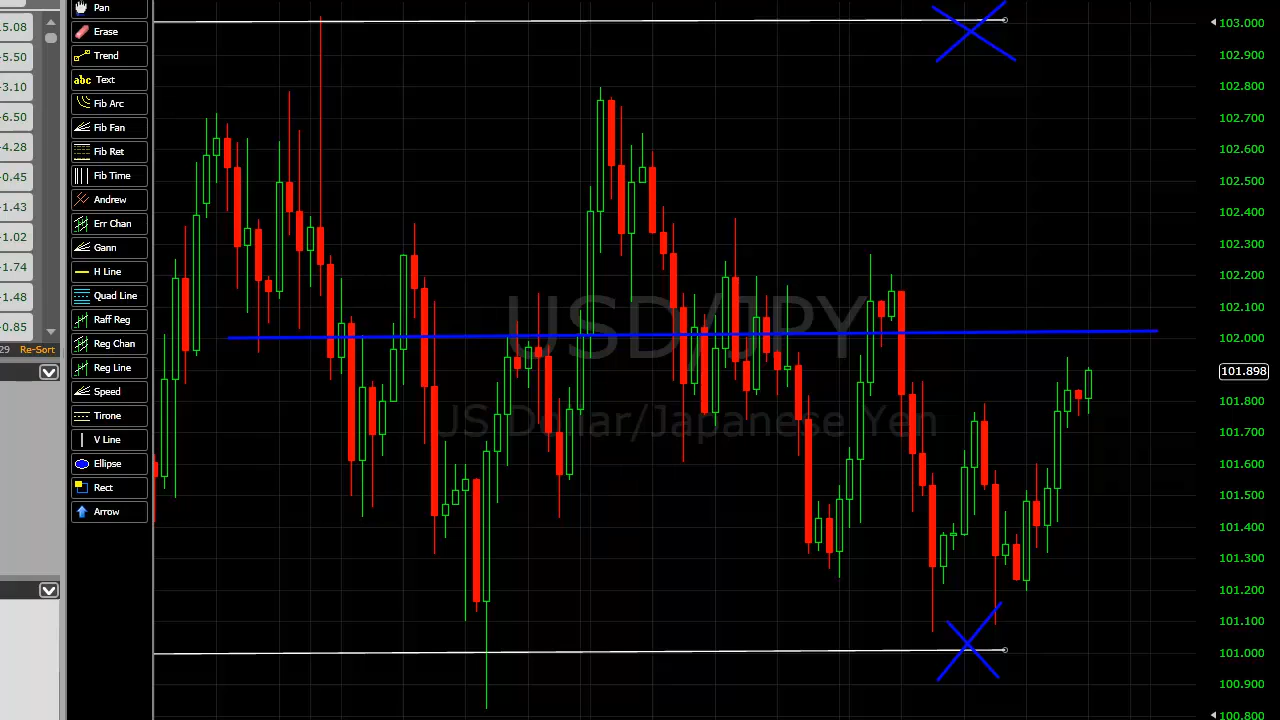 5.08
-5.50
-3.10
-6.50
-4.28
-0.45
-1.43
-1.02
-1.74
-1.48
-0.85
29 Re-Sort
Pan
Erase
Trend
abc Text
Fib Arc
Fib Fan
Fib Ret
Fib Time
Andrew
Err Chan
Gann
H Line
Quad Line
Raff Reg
Reg Chan
Reg Line
Speed
Tirone
V Line
Ellipse
Rect
Arrow
USD/JPY
US Dollar/Japanese Yen
103.000
102.900
102.800
102.700
102.600
102.500
102.400
102.300
102.200
102.100
102.000
101.898
101.800
101.700
101.600
101.500
101.400
101.300
101.200
101.100
101.000
100.900
100.800